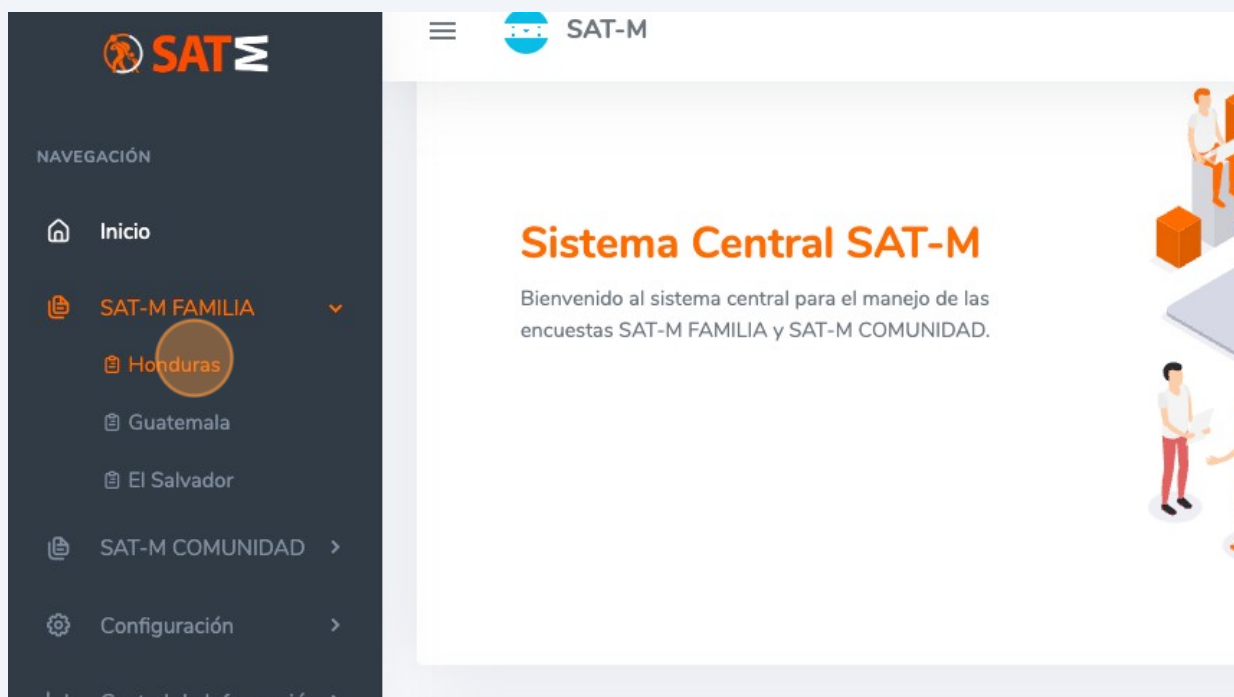 SATM
SAT-M
NAVEGACIÓN
Inicio
SAT-M FAMILIA
Honduras
Guatemala
El Salvador
SAT-M COMUNIDAD
Configuración
Sistema Central SAT-M
Bienvenido al sistema central para el manejo de las
encuestas SAT-M FAMILIA y SAT-M COMUNIDAD.